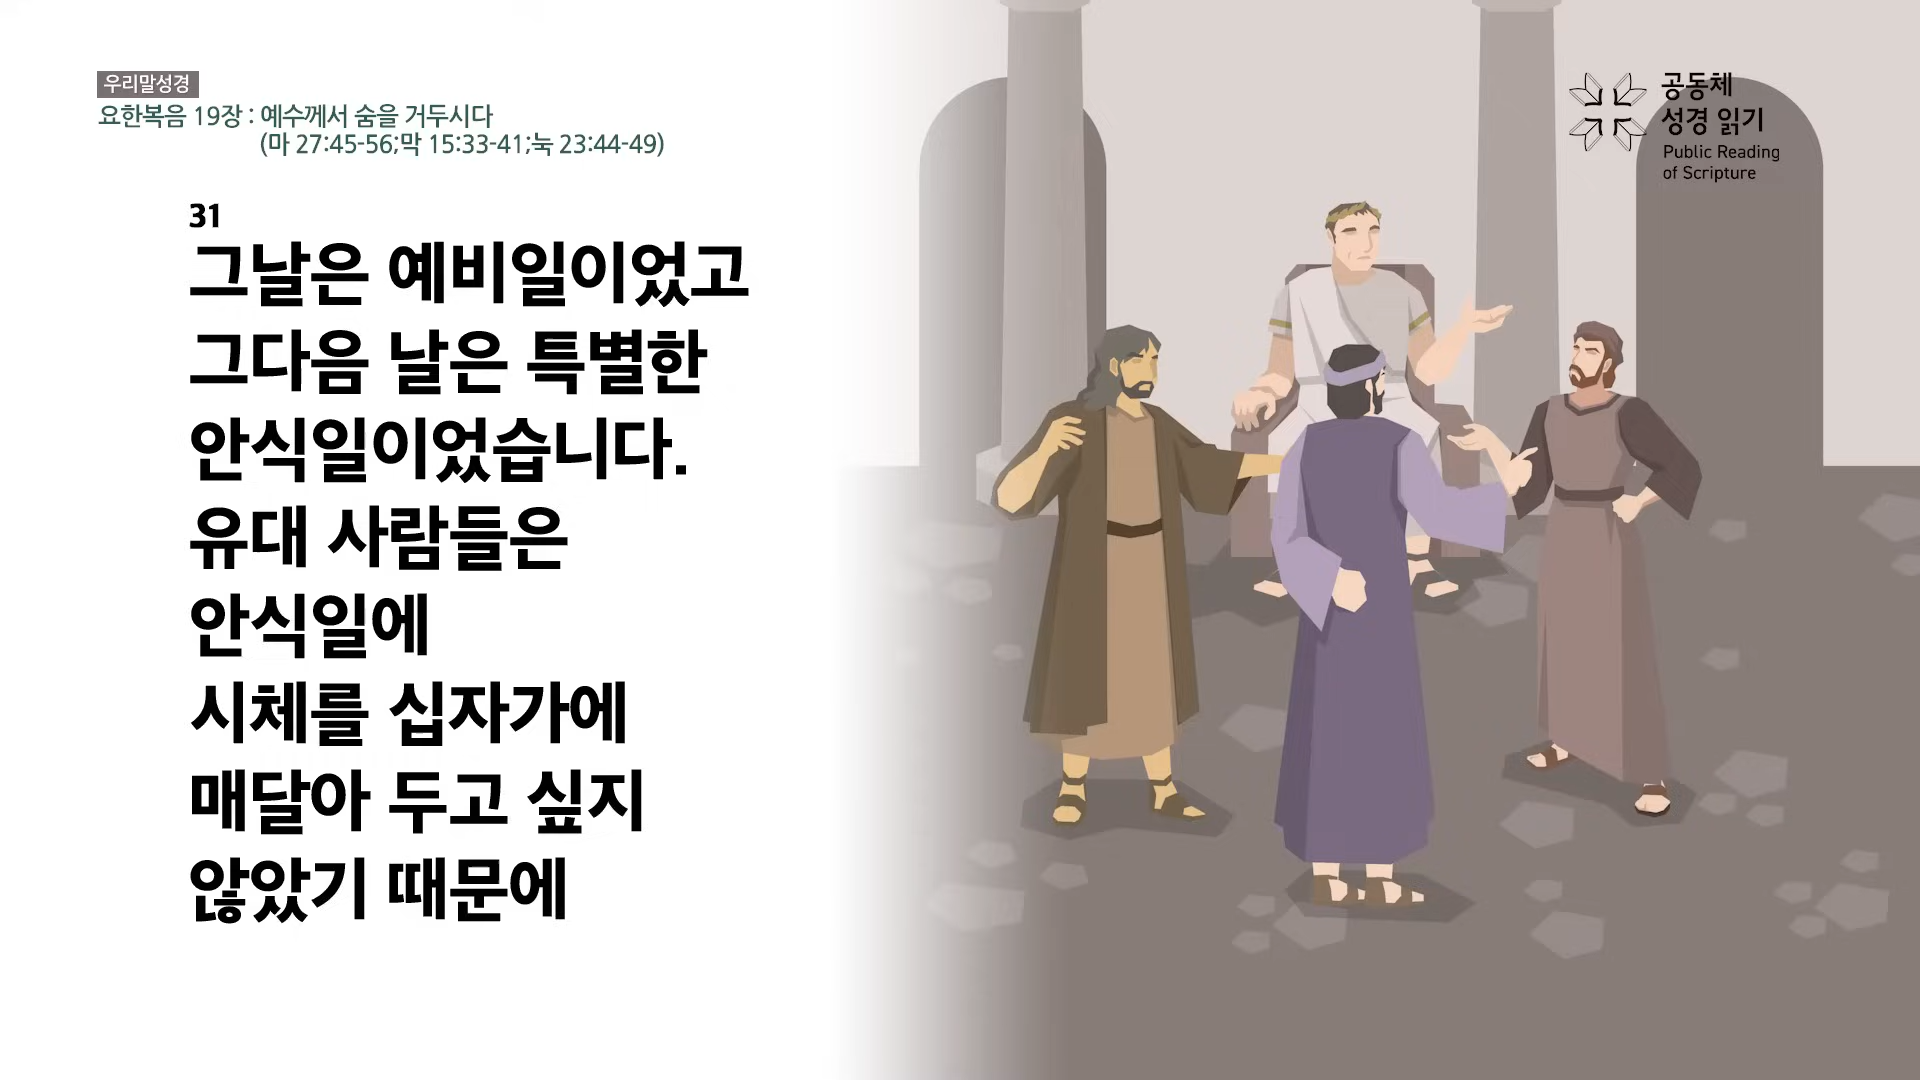 우리말성경
요한복음 19장 : 예수께서 숨을 거두시다
(마 27:45-56;막 15:33-41;눅 23:44-49)
31
그날은 예비일이었고
그다음 날은 특별한
안식일이었습니다.
유대 사람들은
안식일에
시체를 십자가에
매달아 두고 싶지
않았기 때문에
공동체
성경 읽기
Public Reading
of Scripture